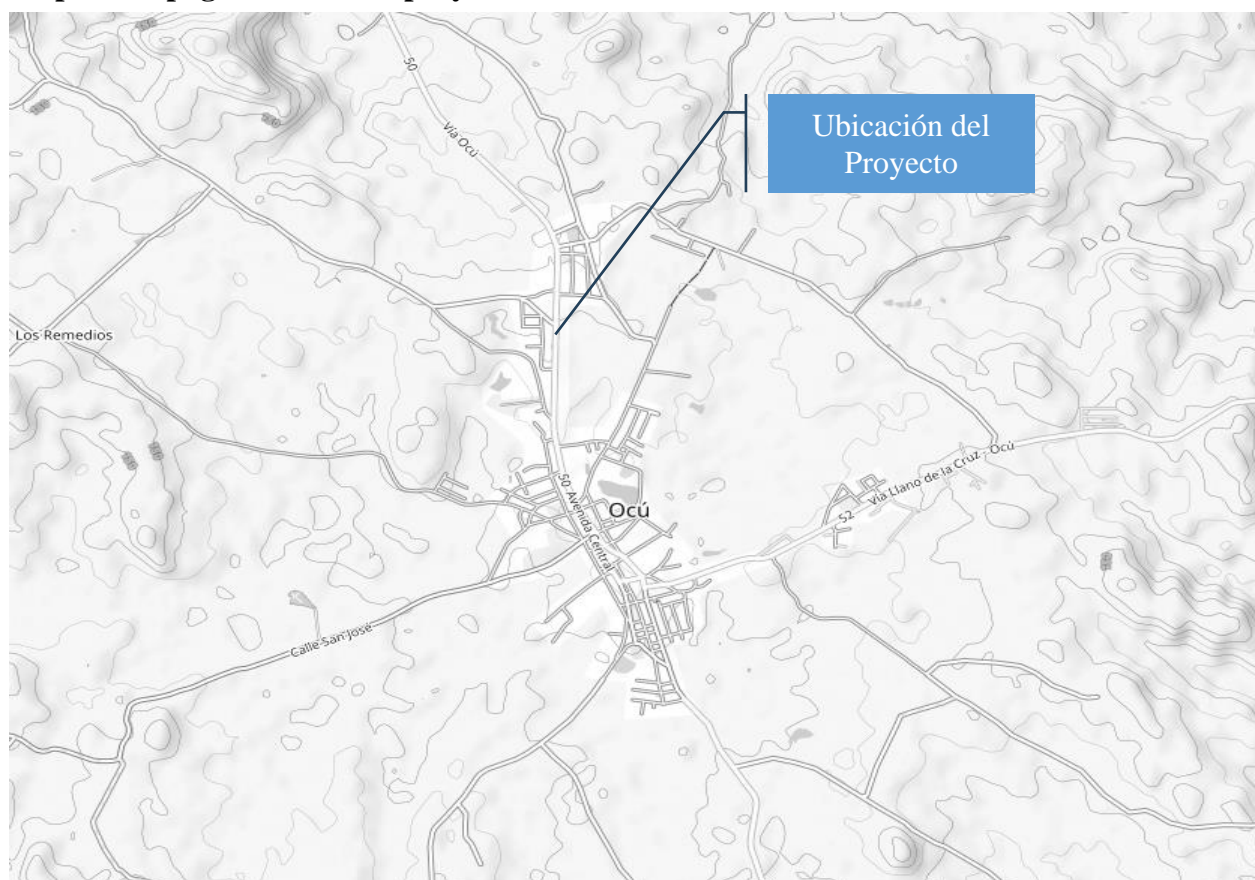 50
Vía Ocú
Ubicación del
Proyecto
Los Remedios
50 Avenida Central
Ocú
52
Vía Llano de la Cruz - Ocú
Calle San José